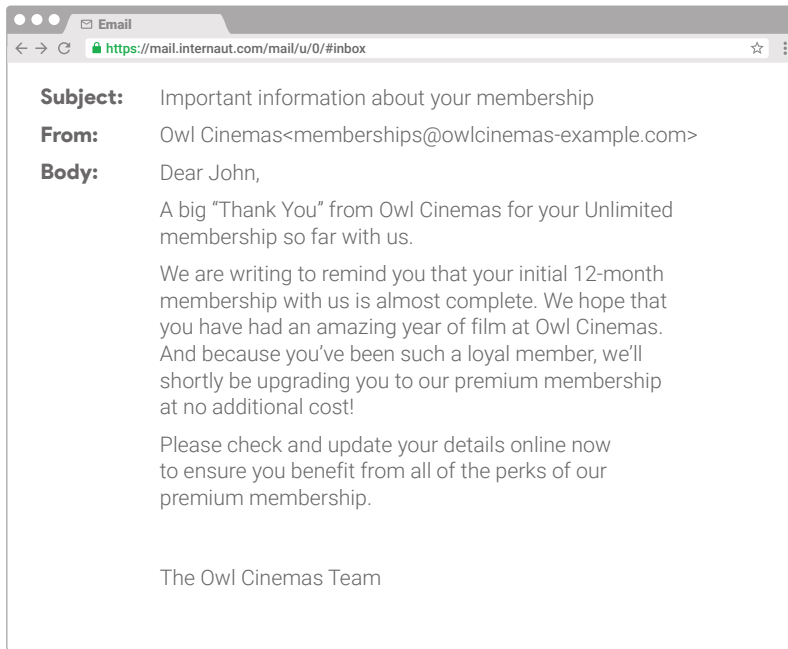 Email
https://mail.internaut.com/mail/u/0/#inbox
Subject: Important information about your membership
From: Owl Cinemas<memberships@owlcinemas-example.com>
Body: Dear John,
A big “Thank You” from Owl Cinemas for your Unlimited
membership so far with us.
We are writing to remind you that your initial 12-month
membership with us is almost complete. We hope that
you have had an amazing year of film at Owl Cinemas.
And because you’ve been such a loyal member, we’ll
shortly be upgrading you to our premium membership
at no additional cost!
Please check and update your details online now
to ensure you benefit from all of the perks of our
premium membership.
The Owl Cinemas Team